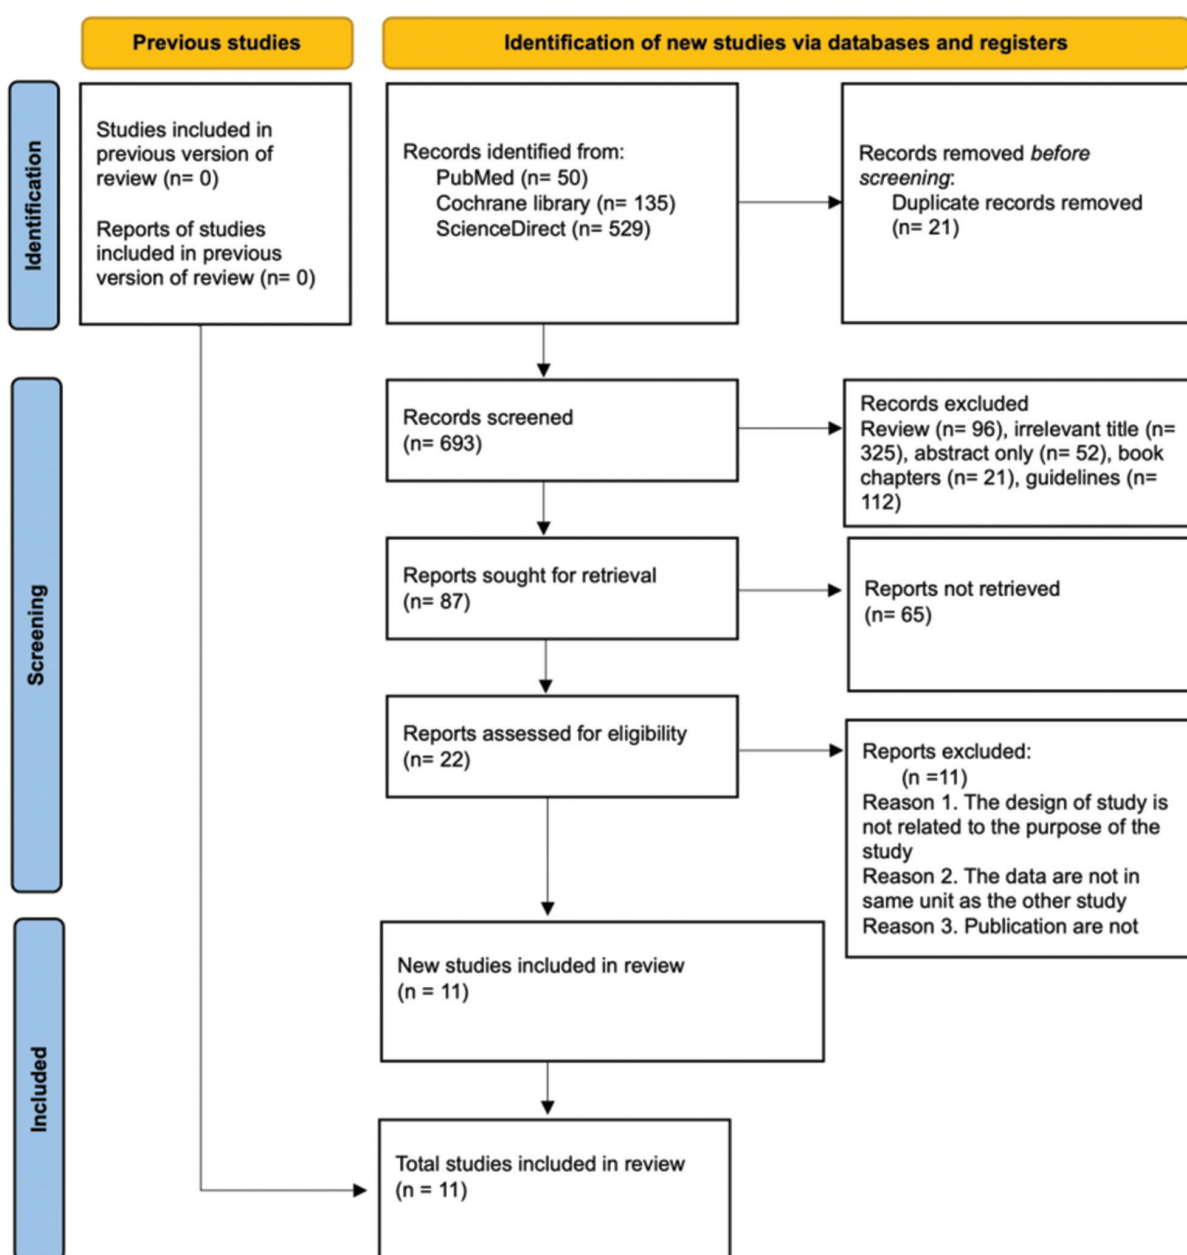 Previous studies
Identification of new studies via databases and registers
Identification
Studies included in
previous version of
review (n= 0)
Reports of studies
included in previous
version of review (n= 0)
Records identified from:
PubMed (n= 50)
Cochrane library (n= 135)
ScienceDirect (n= 529)
Records removed before
screening:
Duplicate records removed
(n= 21)
Screening
Records screened
(n= 693)
Records excluded
Review (n= 96), irrelevant title (n=
325), abstract only (n= 52), book
chapters (n= 21), guidelines (n=
112)
Reports sought for retrieval
(n= 87)
Reports not retrieved
(n= 65)
Reports assessed for eligibility
(n= 22)
Reports excluded:
(n =11)
Reason 1. The design of study is
not related to the purpose of the
study
Reason 2. The data are not in
same unit as the other study
Reason 3. Publication are not
Included
New studies included in review
(n = 11)
Total studies included in review
(n = 11)